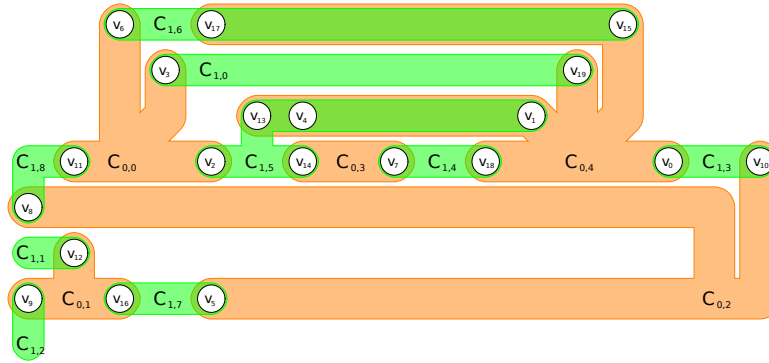 v6 C1,6 v17 v15
v3 C1,0 v19
v13 v4 v1
C1,8 v11 C0,0 v2 C1,5 v14 C0,3 v7 C1,4 v18 C0,4 v0 C1,3 v10
v8
C1,1 v12
v9 C0,1 v16 C1,7 v5 C0,2
C1,2